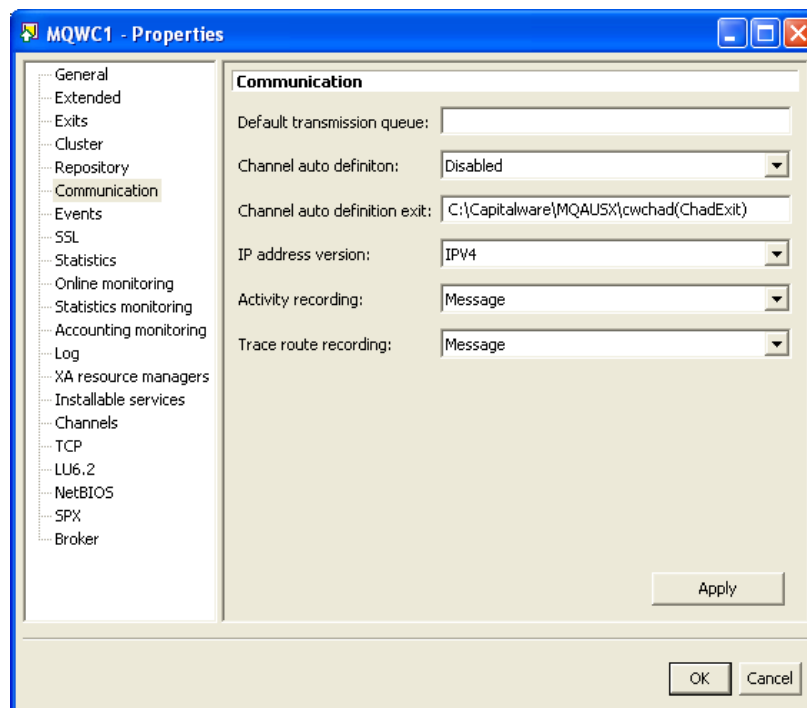 MQWC1 - Properties
General
Extended
Exits
Cluster
Repository
Communication
Events
SSL
Statistics
Online monitoring
Statistics monitoring
Accounting monitoring
Log
XA resource managers
Installable services
Channels
TCP
LU6.2
NetBIOS
SPX
Broker
Communication
Default transmission queue:
Channel auto definiton: Disabled
Channel auto definition exit: C:\Capitalware\MQAUSX\cwchad(ChadExit)
IP address version: IPV4
Activity recording: Message
Trace route recording: Message
Apply
OK Cancel